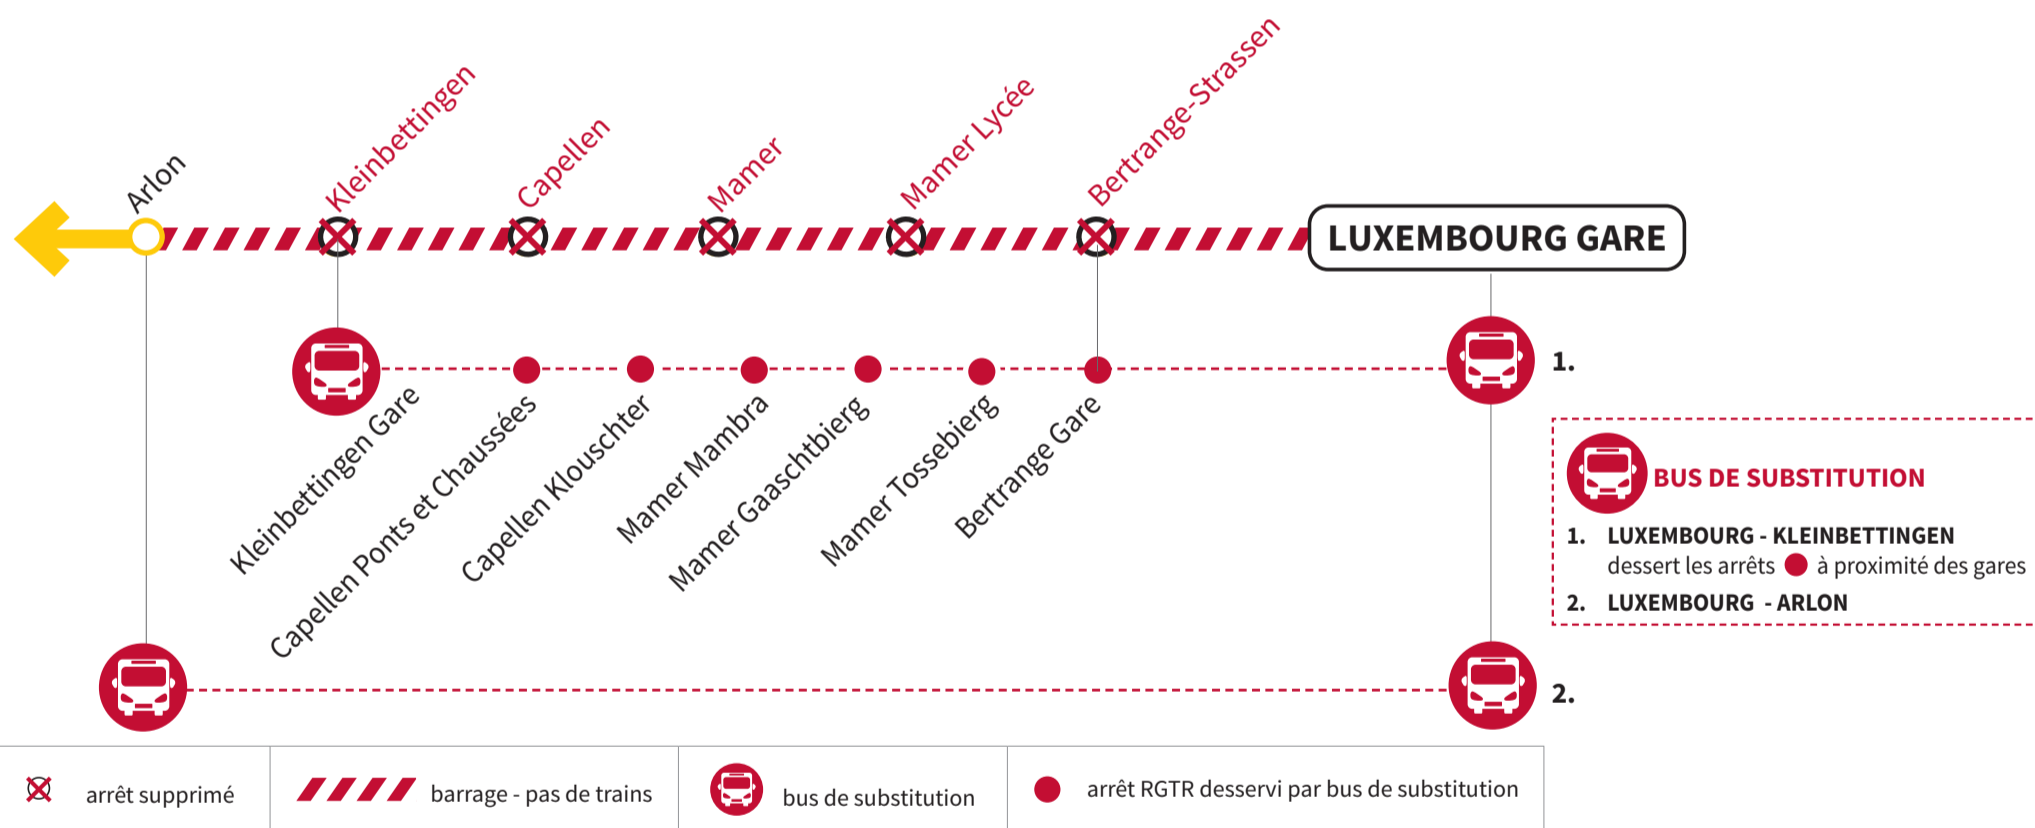 Arlon
Kleinbettingen
Capellen
Mamer
Mamer Lycée
Bertrange-Strassen
LUXEMBOURG GARE
1.
Kleinbettingen Gare
Capellen Ponts et Chaussées
Capellen Klouschter
Mamer Mambra
Mamer Gaaschtbierg
Mamer Tossebierg
Bertrange Gare
BUS DE SUBSTITUTION
1. LUXEMBOURG - KLEINBETTINGEN
dessert les arrêts à proximité des gares
2. LUXEMBOURG - ARLON
2.
arrêt supprimé
barrage - pas de trains
bus de substitution
arrêt RGTR desservi par bus de substitution